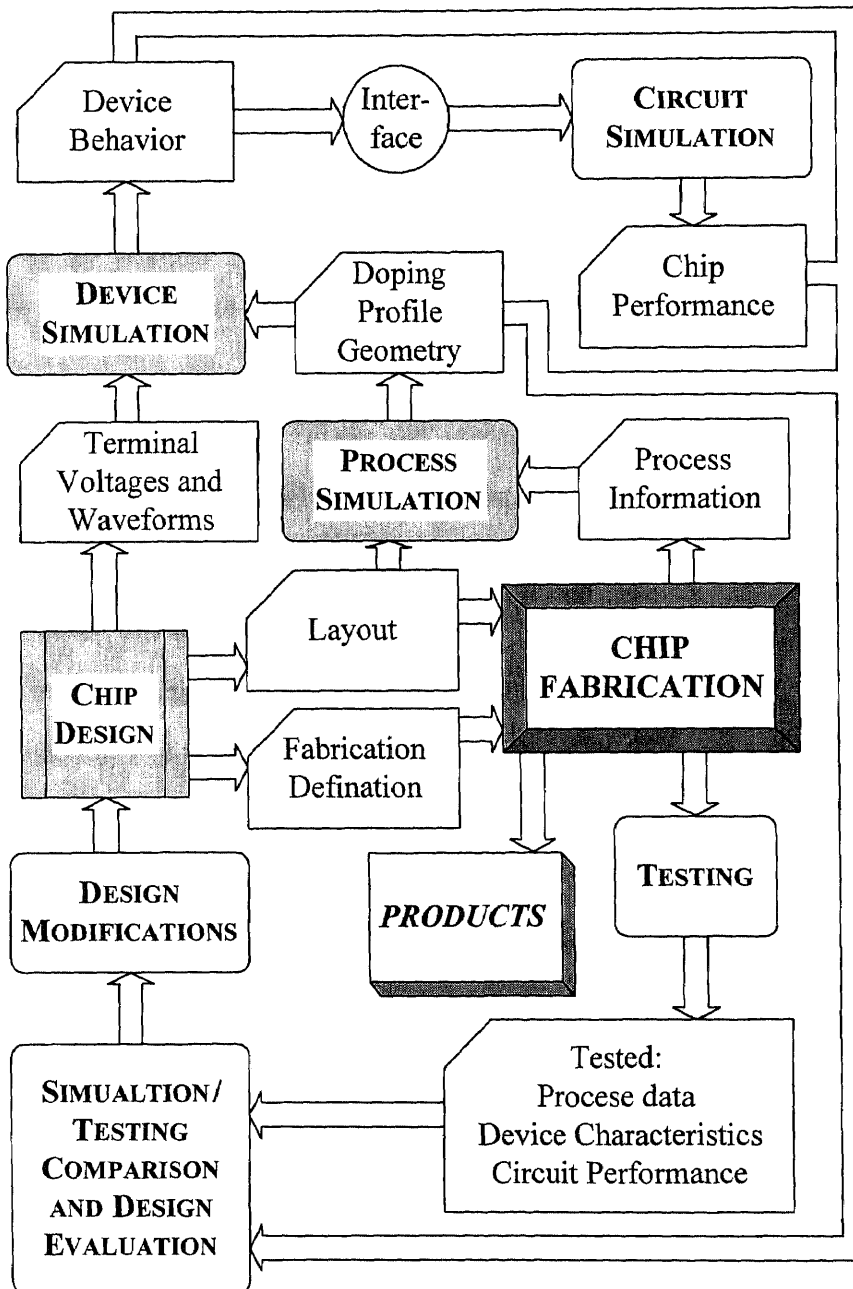 Device
Behavior
Inter-
face
CIRCUIT
SIMULATION
DEVICE
SIMULATION
Doping
Profile
Geometry
Chip
Performance
Terminal
Voltages and
Waveforms
PROCESS
SIMULATION
Process
Information
CHIP
DESIGN
Layout
CHIP
FABRICATION
Fabrication
Defination
DESIGN
MODIFICATIONS
PRODUCTS
TESTING
SIMUALTION/
TESTING
COMPARISON
AND DESIGN
EVALUATION
Tested:
Procese data
Device Characteristics
Circuit Performance